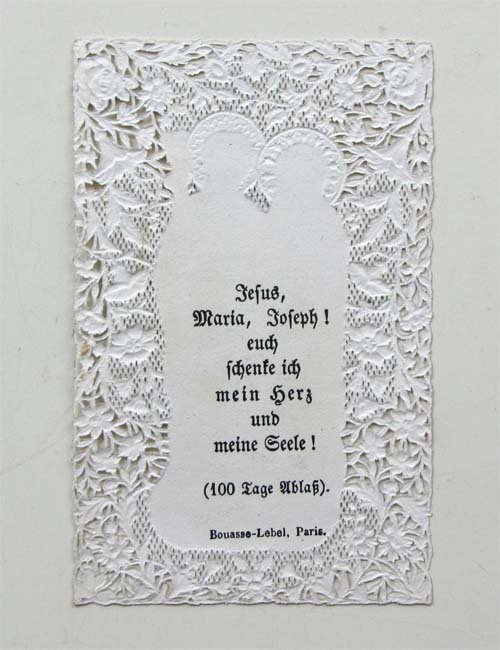 Jesus,
Maria, Joseph!
euch
schenke ich
mein Herz
und
meine Seele!
(100 Tage Ablaß).
Bouasse-Lebel, Paris.